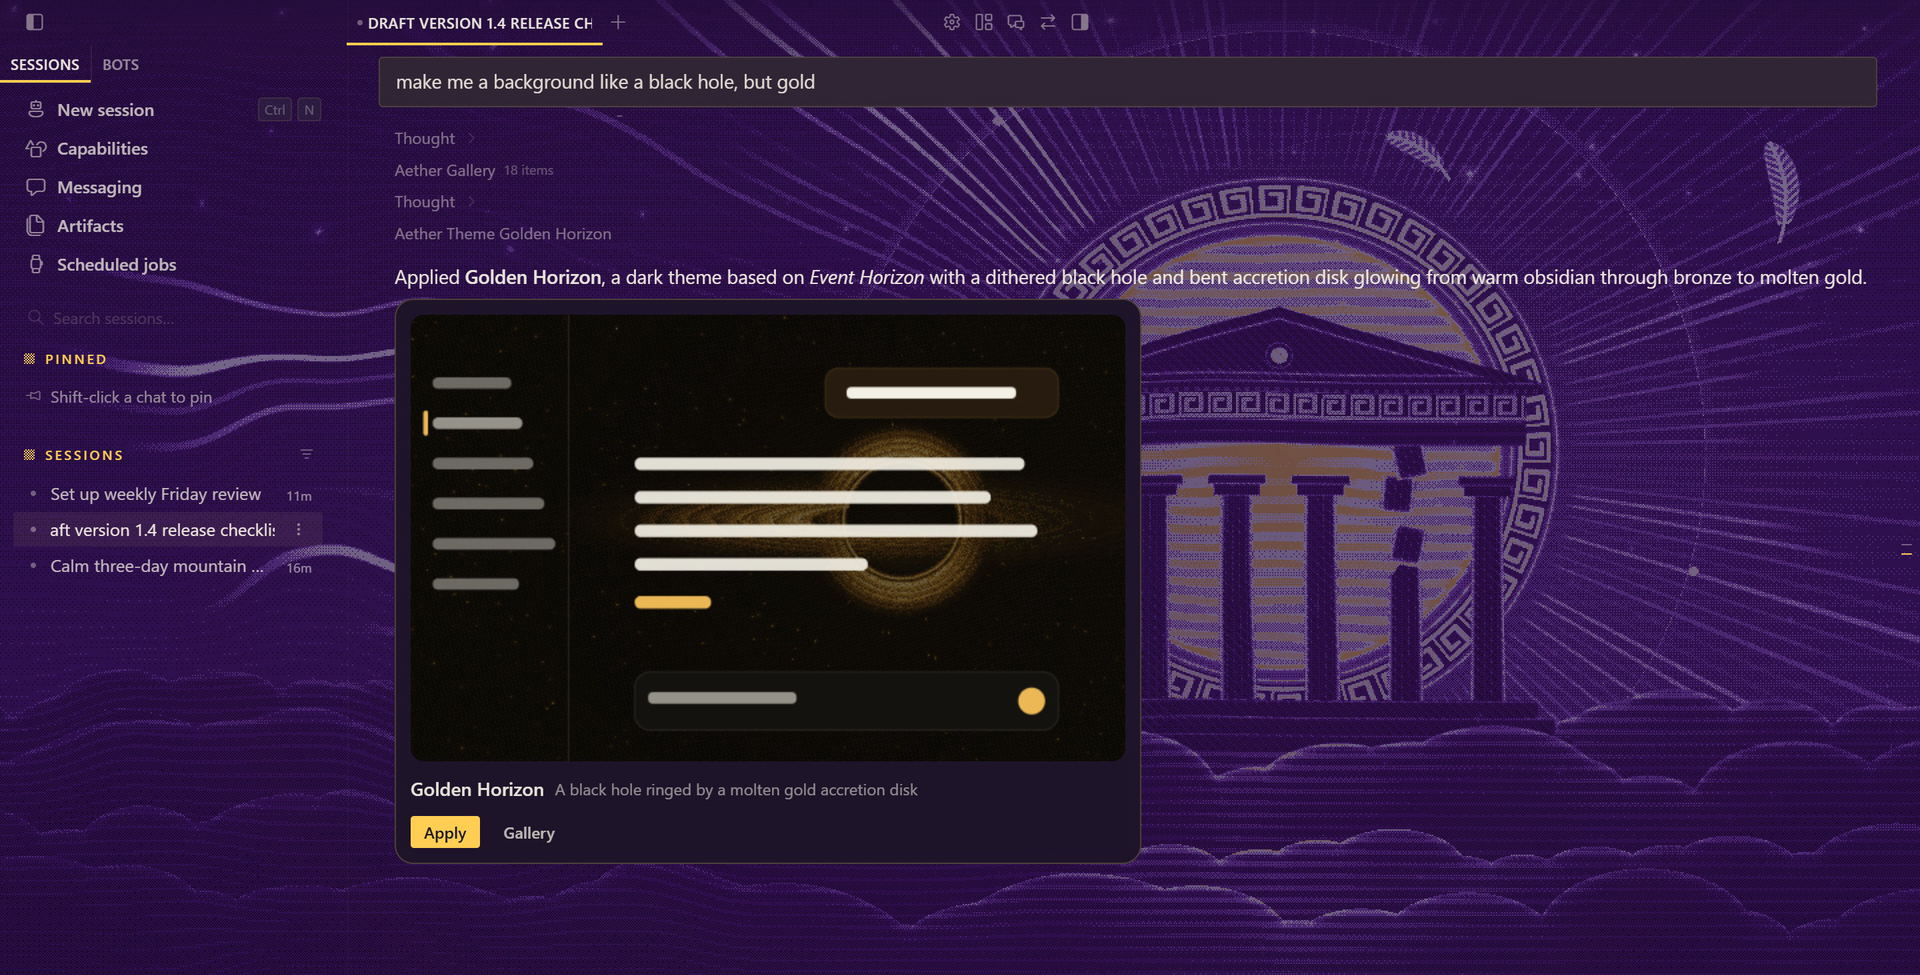 DRAFT VERSION 1.4 RELEASE CH
SESSIONS BOTS
New session Ctrl N
Capabilities
Messaging
Artifacts
Scheduled jobs
Search sessions...
PINNED
Shift-click a chat to pin
SESSIONS
Set up weekly Friday review 11m
aft version 1.4 release checklis
Calm three-day mountain ... 16m
make me a background like a black hole, but gold
Thought
Aether Gallery 18 items
Thought
Aether Theme Golden Horizon
Applied Golden Horizon, a dark theme based on Event Horizon with a dithered black hole and bent accretion disk glowing from warm obsidian through bronze to molten gold.
Golden Horizon A black hole ringed by a molten gold accretion disk
Apply Gallery